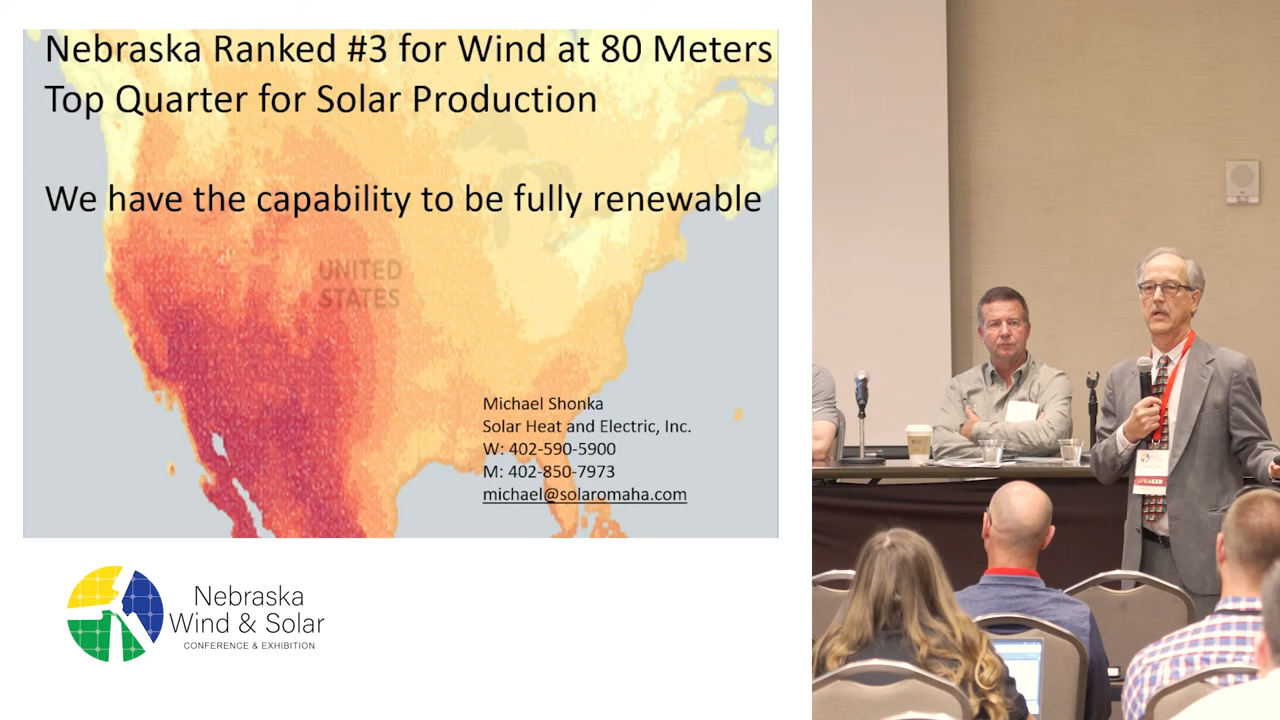 Nebraska Ranked #3 for Wind at 80 Meters
Top Quarter for Solar Production
We have the capability to be fully renewable
UNITED
STATES
Michael Shonka
Solar Heat and Electric, Inc.
W: 402-590-5900
M: 402-850-7973
michael@solaromaha.com
Nebraska
Wind & Solar
CONFERENCE & EXHIBITION
SPEAKER